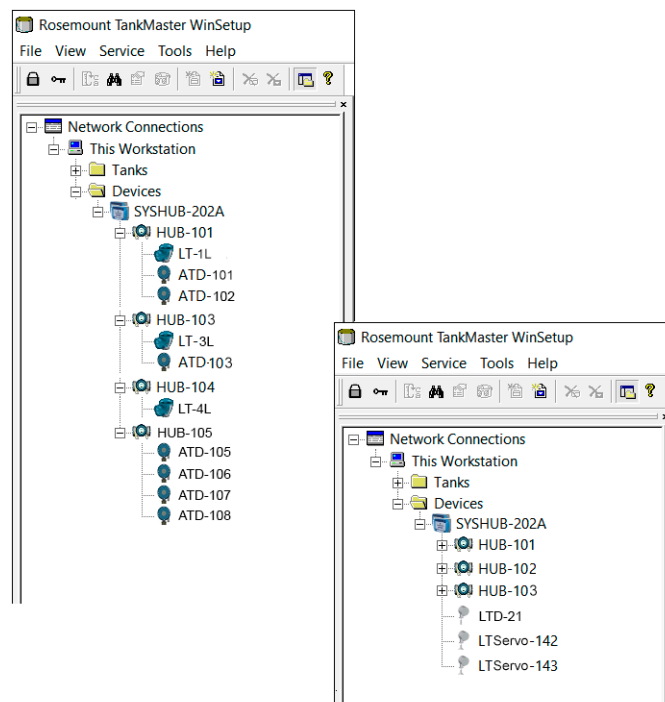 Rosemount TankMaster WinSetup
File View Service Tools Help
Network Connections
This Workstation
Tanks
Devices
SYSHUB-202A
HUB-101
LT-1L
ATD-101
ATD-102
HUB-103
LT-3L
ATD-103
HUB-104
LT-4L
HUB-105
ATD-105
ATD-106
ATD-107
ATD-108
Rosemount TankMaster WinSetup
File View Service Tools Help
Network Connections
This Workstation
Tanks
Devices
SYSHUB-202A
HUB-101
HUB-102
HUB-103
LTD-21
LTServo-142
LTServo-143